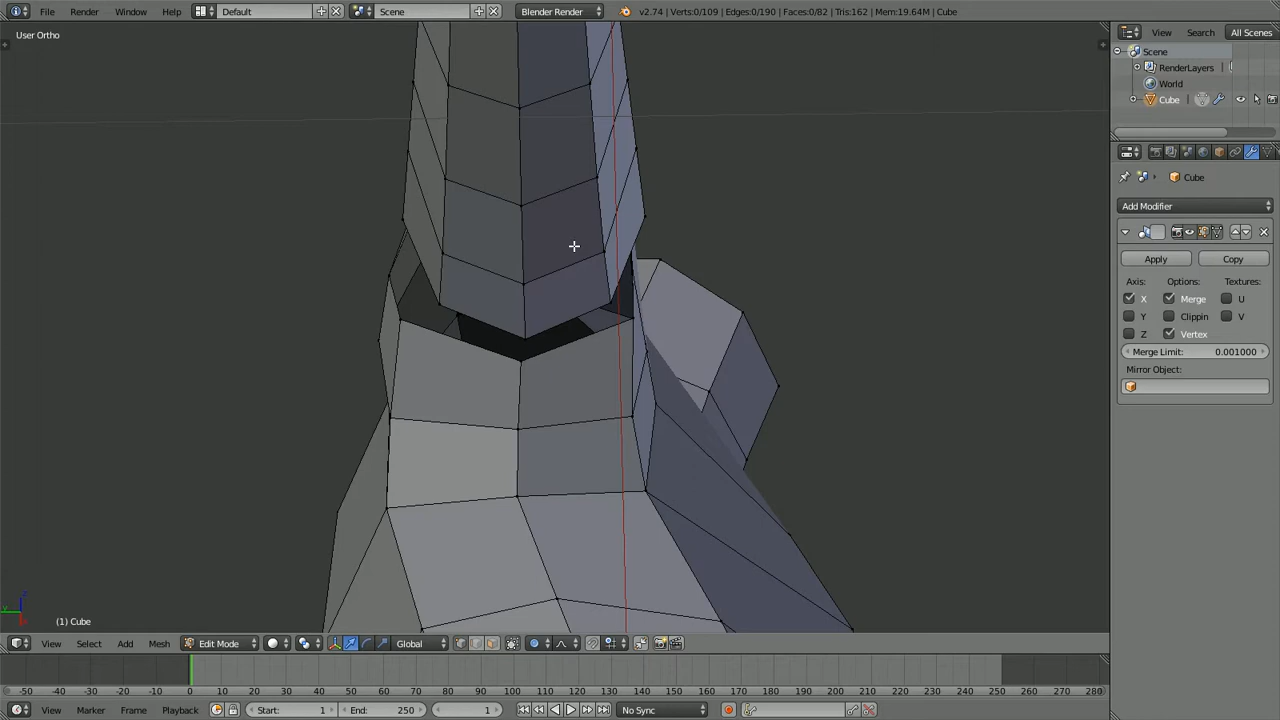 File Render Window Help Default Scene Blender Render v2.74 | Verts:0/109 | Edges:0/190 | Faces:0/82 | Tris:162 | Mem:19.64M | Cube
User Ortho
View Search All Scenes
Scene
RenderLayers
World
Cube
Cube
Add Modifier
Apply Copy
Axis: Options: Textures:
X Merge U
Y Clippin V
Z Vertex
Merge Limit: 0.001000
Mirror Object:
(1) Cube
View Select Add Mesh Edit Mode Global
-50 -40 -30 -20 -10 0 10 20 30 40 50 60 70 80 90 100 110 120 130 140 150 160 170 180 190 200 210 220 230 240 250 260 270 280
View Marker Frame Playback Start: 1 End: 250 1 No Sync